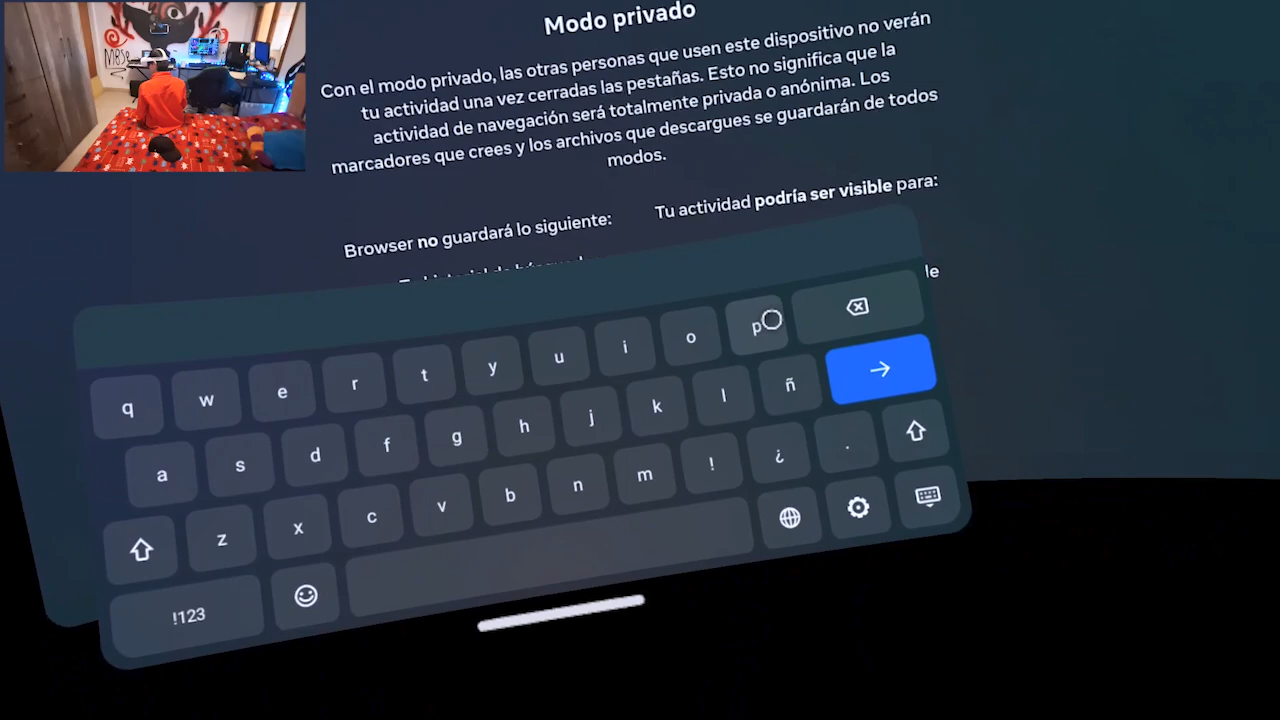 Modo privado
Con el modo privado, las otras personas que usen este dispositivo no verán
tu actividad una vez cerradas las pestañas. Esto no significa que la
actividad de navegación será totalmente privada o anónima. Los
marcadores que crees y los archivos que descargues se guardarán de todos
modos.
Browser no guardará lo siguiente:
Tu actividad podría ser visible para:
q w e r t y u i o p
a s d f g h j k l ñ
z x c v b n m ! ¿ .
!123